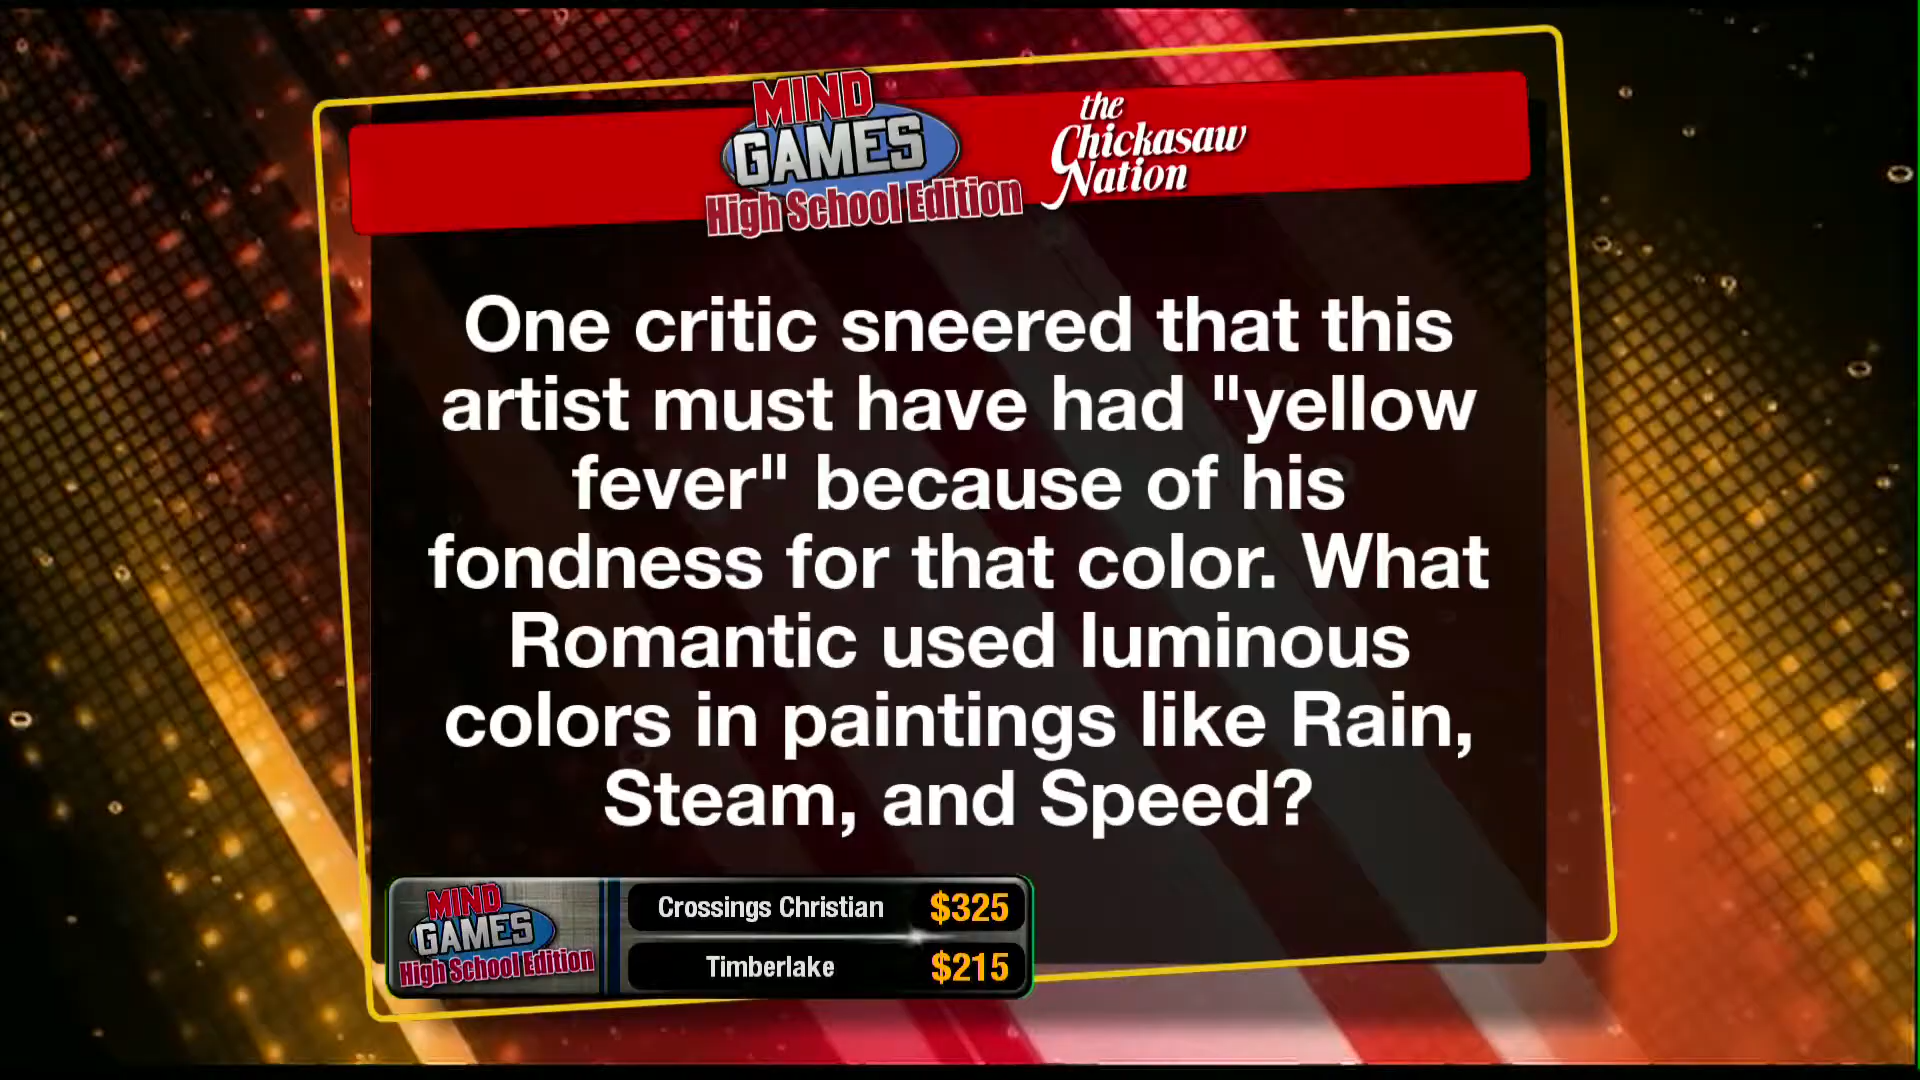 MIND
GAMES
High School Edition
the
Chickasaw
Nation
One critic sneered that this
artist must have had "yellow
fever" because of his
fondness for that color. What
Romantic used luminous
colors in paintings like Rain,
Steam, and Speed?
MIND
GAMES
High School Edition
Crossings Christian $325
Timberlake $215